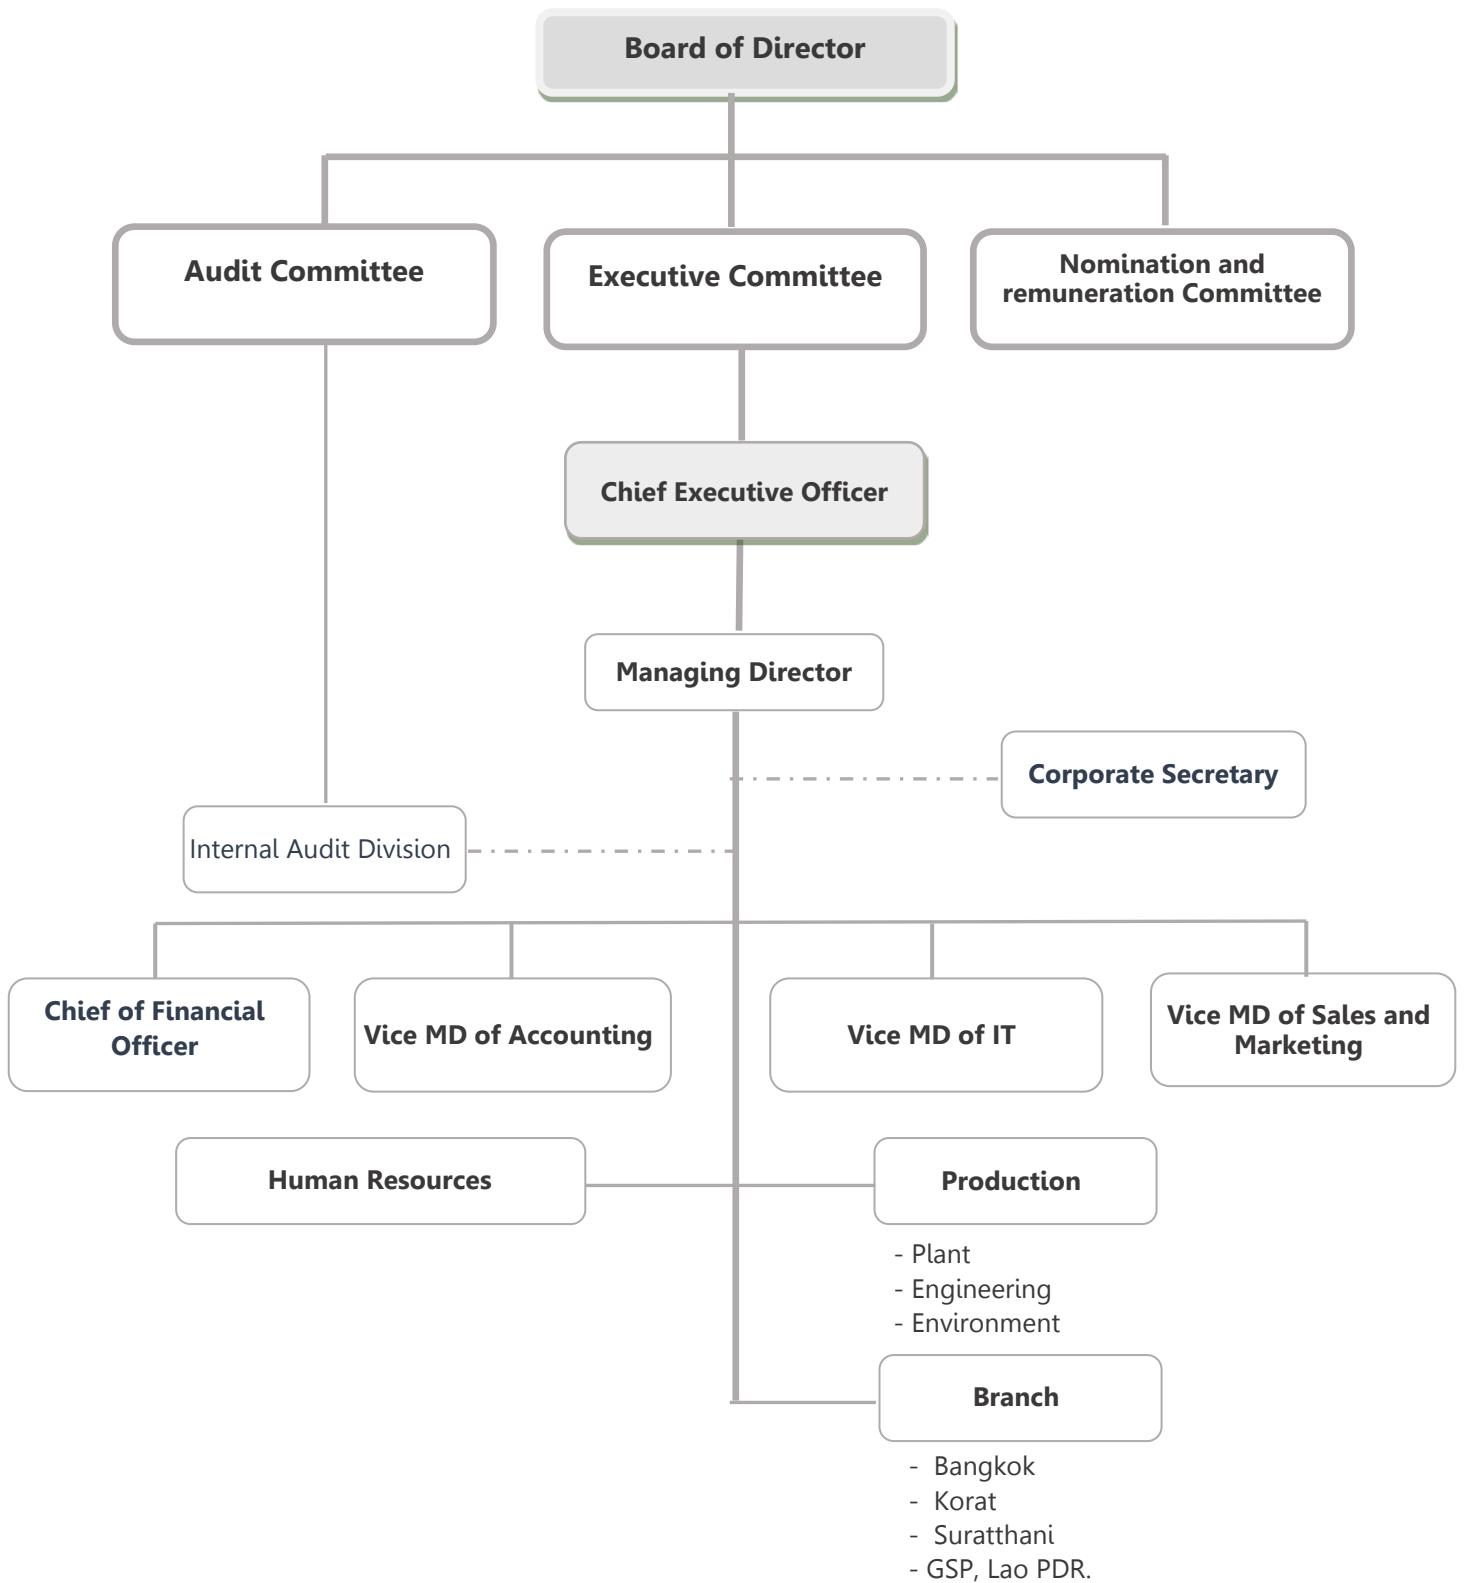 Board of Director
Audit Committee
Executive Committee
Nomination and
remuneration Committee
Chief Executive Officer
Managing Director
Corporate Secretary
Internal Audit Division
Chief of Financial
Officer
Vice MD of Accounting
Vice MD of IT
Vice MD of Sales and
Marketing
Human Resources
Production
- Plant
- Engineering
- Environment
Branch
- Bangkok
- Korat
- Suratthani
- GSP, Lao PDR.